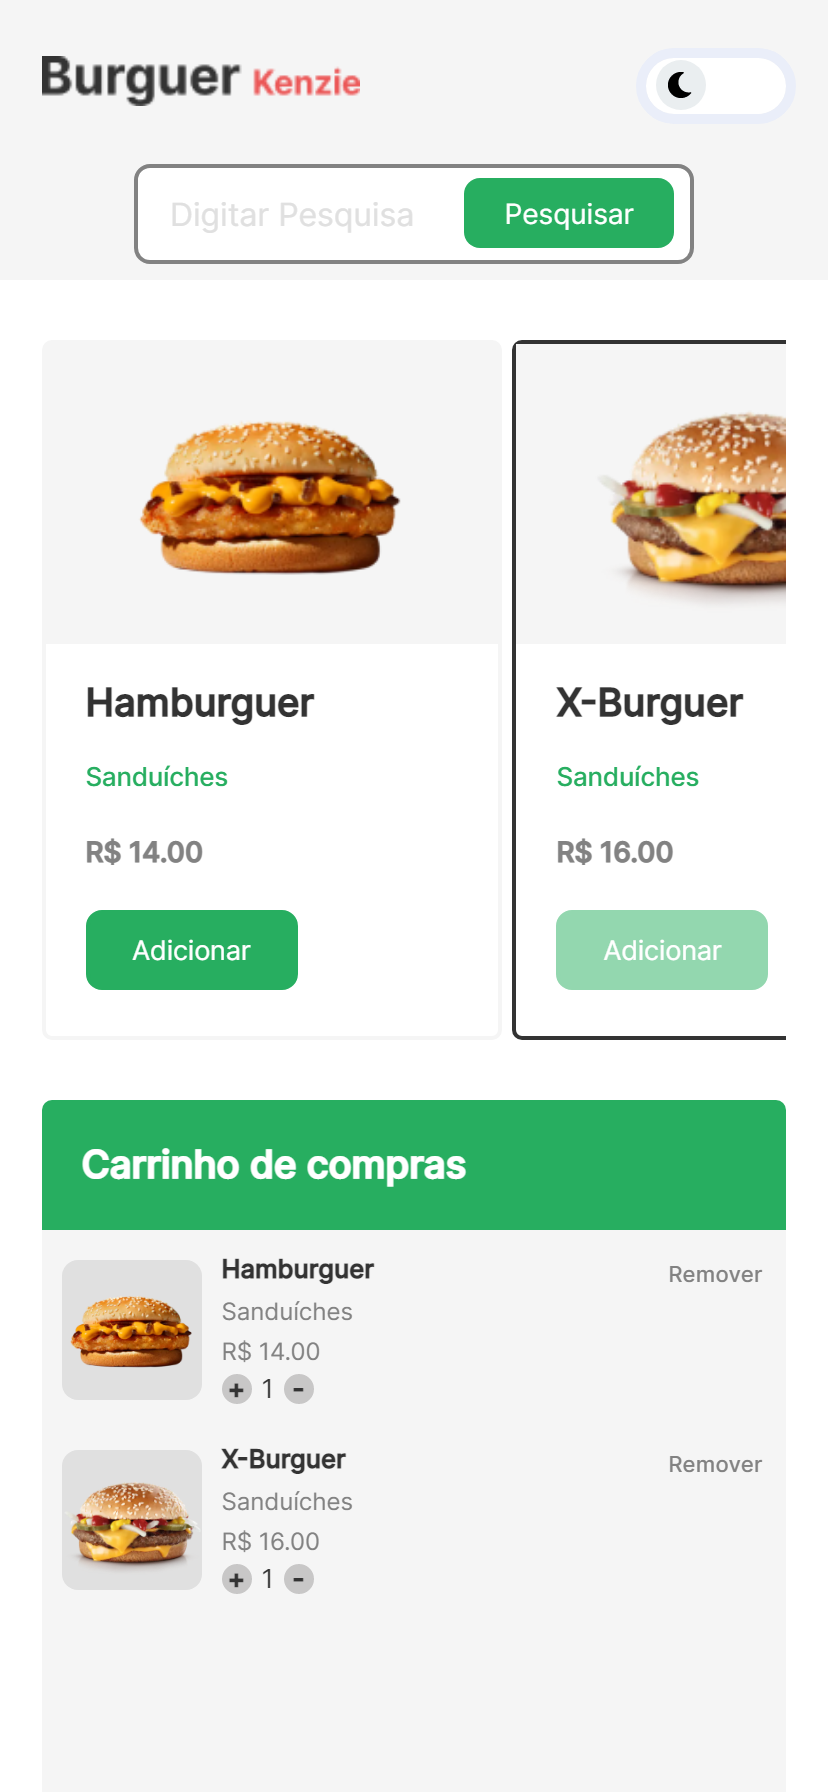 Burguer Kenzie
Digitar Pesquisa
Pesquisar
Hamburguer
Sanduíches
R$ 14.00
Adicionar
X-Burguer
Sanduíches
R$ 16.00
Adicionar
Carrinho de compras
Hamburguer
Remover
Sanduíches
R$ 14.00
+ 1 -
X-Burguer
Remover
Sanduíches
R$ 16.00
+ 1 -